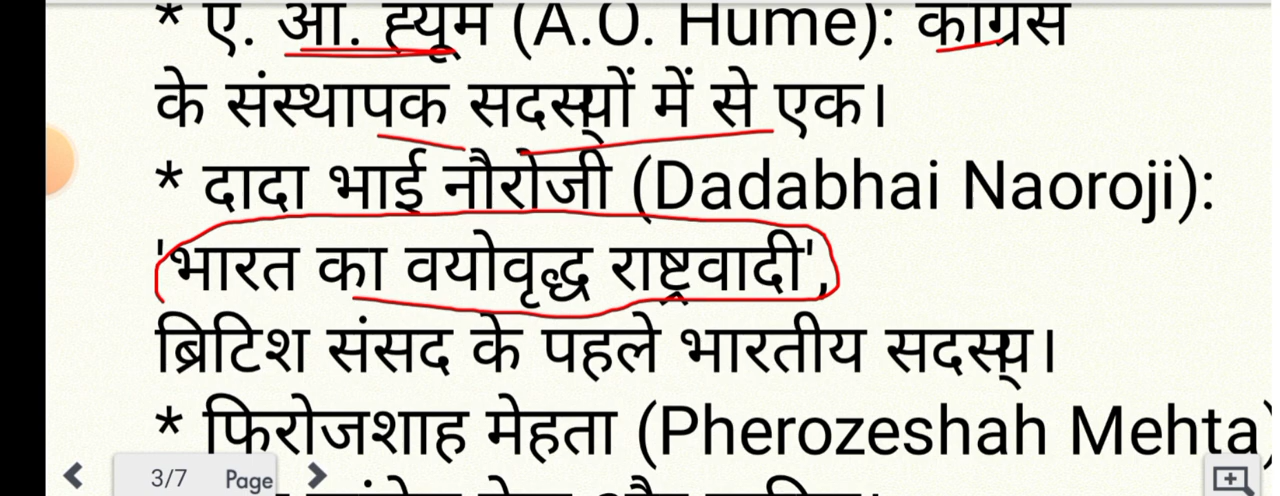 * ए. ओ. ह्यूम (A.O. Hume): कांग्रेस
के संस्थापक सदस्यों में से एक।
* दादा भाई नौरोजी (Dadabhai Naoroji):
'भारत का वयोवृद्ध राष्ट्रवादी',
ब्रिटिश संसद के पहले भारतीय सदस्य।
* फिरोजशाह मेहता (Pherozeshah Mehta)
3/7 Page